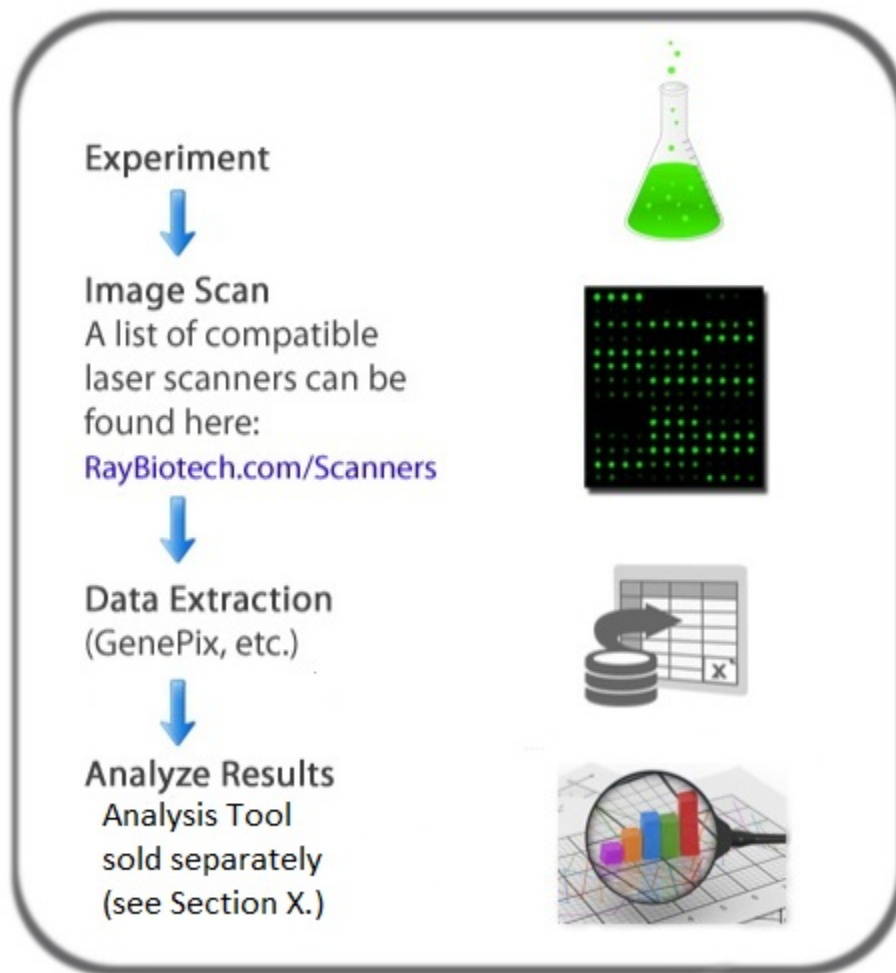 Experiment
Image Scan
A list of compatible
laser scanners can be
found here:
RayBiotech.com/Scanners
Data Extraction
(GenePix, etc.)
X
Analyze Results
Analysis Tool
sold separately
(see Section X.)